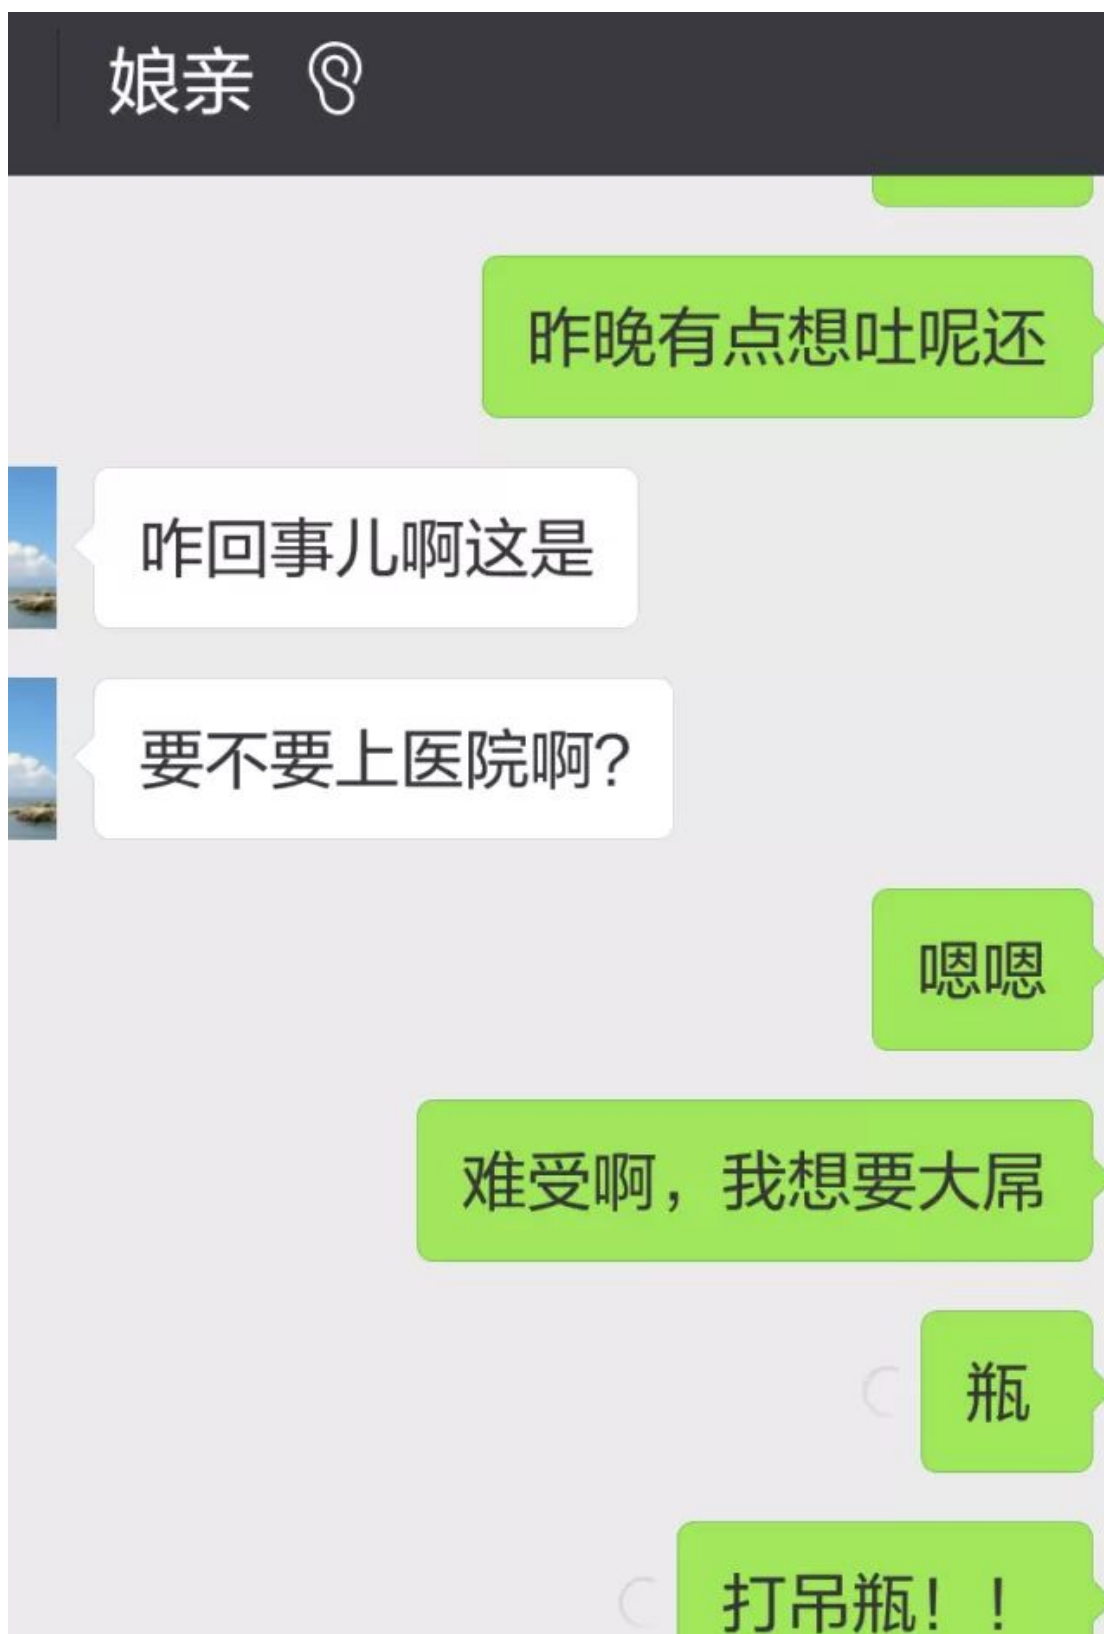 娘亲
昨晚有点想吐呢还
咋回事儿啊这是
要不要上医院啊?
嗯嗯
难受啊，我想要大屌
瓶
打吊瓶！！